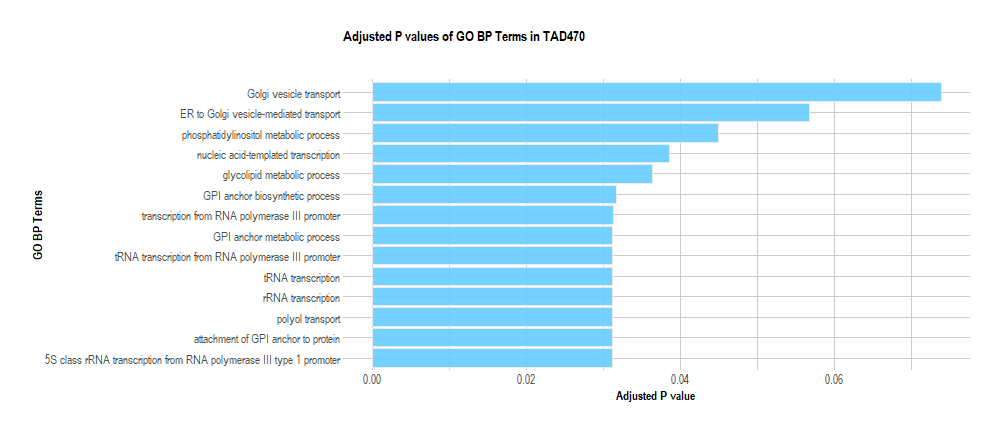 Adjusted P values of GO BP Terms in TAD470
Golgi vesicle transport
ER to Golgi vesicle-mediated transport
phosphatidylinositol metabolic process
nucleic acid-templated transcription
glycolipid metabolic process
GPI anchor biosynthetic process
transcription from RNA polymerase III promoter
GPI anchor metabolic process
tRNA transcription from RNA polymerase III promoter
tRNA transcription
rRNA transcription
polyol transport
attachment of GPI anchor to protein
5S class rRNA transcription from RNA polymerase III type 1 promoter
GO BP Terms
0.00 0.02 0.04 0.06
Adjusted P value